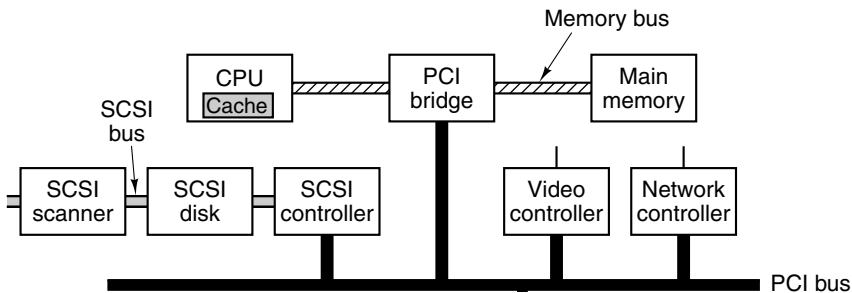 Memory bus
CPU
Cache
PCI
bridge
Main
memory
SCSI
bus
SCSI
scanner
SCSI
disk
SCSI
controller
Video
controller
Network
controller
PCI bus